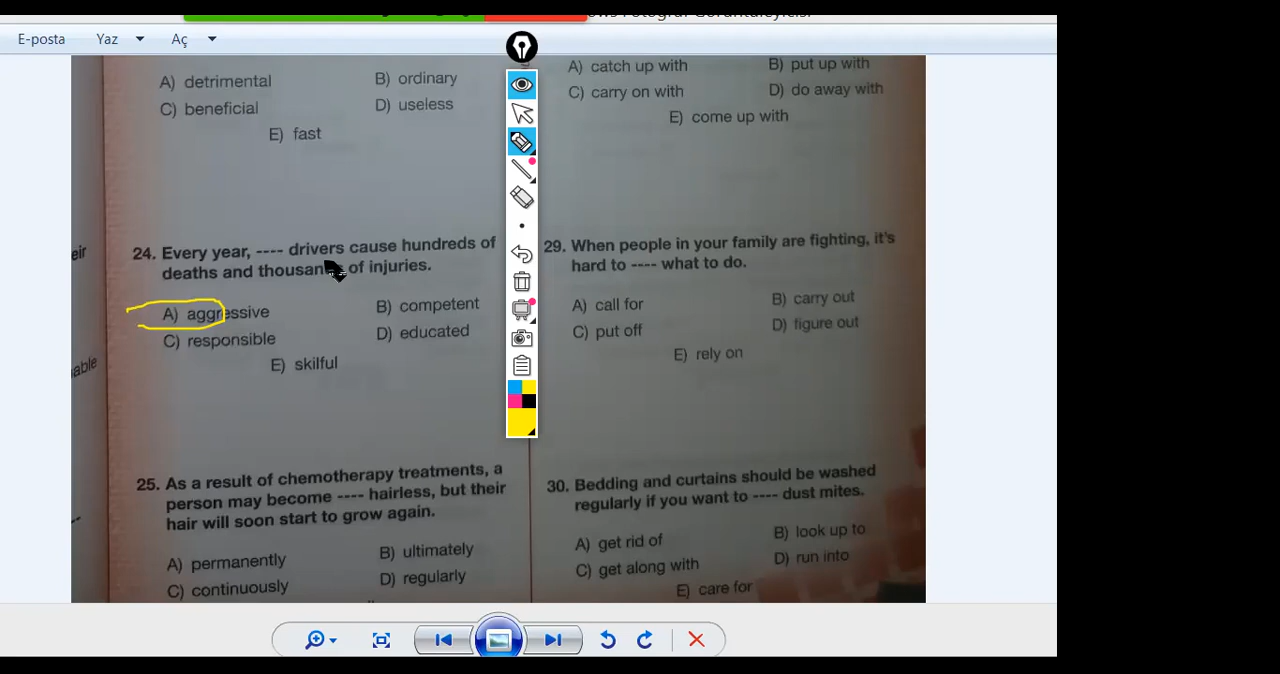 E-posta Yaz Aç
A) detrimental B) ordinary
C) beneficial D) useless
E) fast
24. Every year, ---- drivers cause hundreds of
deaths and thousands of injuries.
A) aggressive B) competent
C) responsible D) educated
E) skilful
25. As a result of chemotherapy treatments, a
person may become ---- hairless, but their
hair will soon start to grow again.
A) permanently B) ultimately
C) continuously D) regularly
A) catch up with B) put up with
C) carry on with D) do away with
E) come up with
29. When people in your family are fighting, it's
hard to ---- what to do.
A) call for B) carry out
C) put off D) figure out
E) rely on
30. Bedding and curtains should be washed
regularly if you want to ---- dust mites.
A) get rid of B) look up to
C) get along with D) run into
E) care for